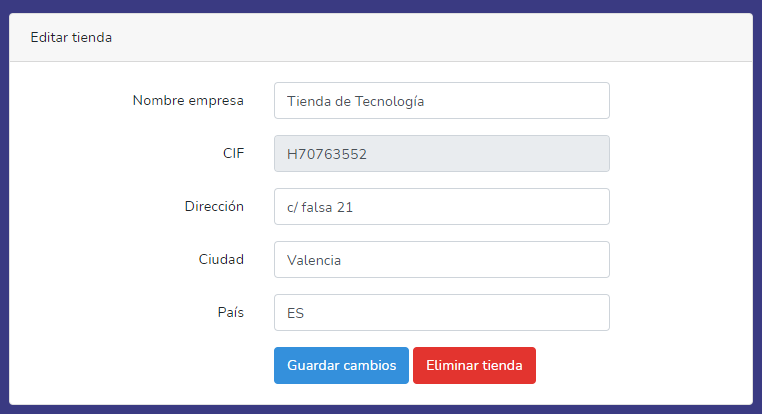 Editar tienda
Nombre empresa Tienda de Tecnología
CIF H70763552
Dirección c/ falsa 21
Ciudad Valencia
País ES
Guardar cambios Eliminar tienda